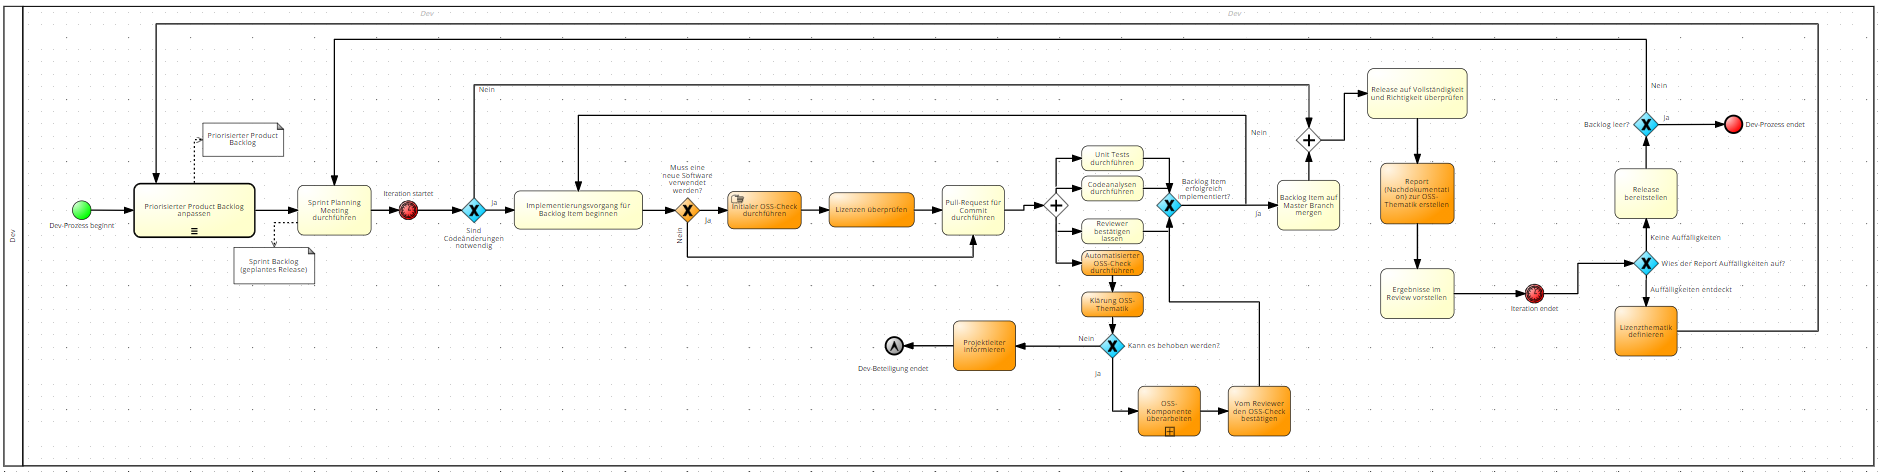 Dev
Dev
Dev
Dev-Prozess beginnt
Priorisierter Product Backlog
anpassen
Priorisierter Product
Backlog
Sprint Planning
Meeting
durchführen
Sprint Backlog
(geplantes Release)
Iteration startet
Nein
Ja
Sind
Codeänderungen
notwendig
Implementierungsvorgang für
Backlog Item beginnen
Muss eine
neue Software
verwendet
werden?
Ja
Nein
Initialer OSS-Check
durchführen
Lizenzen überprüfen
Pull-Request für
Commit
durchführen
Unit Tests
durchführen
Codeanalysen
durchführen
Reviewer
bestätigen
lassen
Automatisierter
OSS-Check
durchführen
Klärung OSS-
Thematik
Kann es behoben werden?
Nein
Ja
Projektleiter
informieren
Dev-Beteiligung endet
OSS-
Komponente
überarbeiten
Vom Reviewer
den OSS-Check
bestätigen
Backlog Item
erfolgreich
implementiert?
Nein
Ja
Backlog Item auf
Master Branch
mergen
Release auf Vollständigkeit
und Richtigkeit überprüfen
Report
(Nachdokumentati
on) zur OSS-
Thematik erstellen
Ergebnisse im
Review vorstellen
Iteration endet
Wies der Report Auffälligkeiten auf?
Keine Auffälligkeiten
Auffälligkeiten entdeckt
Lizenzthematik
definieren
Release
bereitstellen
Backlog leer?
Nein
Ja
Dev-Prozess endet